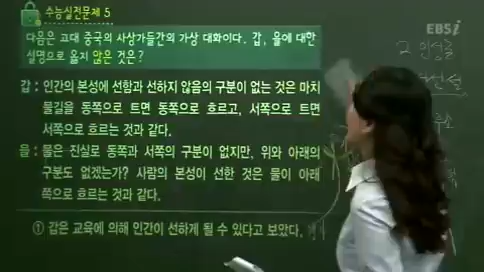 수능실전문제 5
EBSi
다음은 고대 중국의 사상가들간의 가상 대화이다. 갑, 을에 대한
설명으로 옳지 않은 것은?
갑 : 인간의 본성에 선함과 선하지 않음의 구분이 없는 것은 마치
물길을 동쪽으로 트면 동쪽으로 흐르고, 서쪽으로 트면
서쪽으로 흐르는 것과 같다.
을 : 물은 진실로 동쪽과 서쪽의 구분이 없지만, 위와 아래의
구분도 없겠는가? 사람의 본성이 선한 것은 물이 아래
쪽으로 흐르는 것과 같다.
① 갑은 교육에 의해 인간이 선하게 될 수 있다고 보았다.